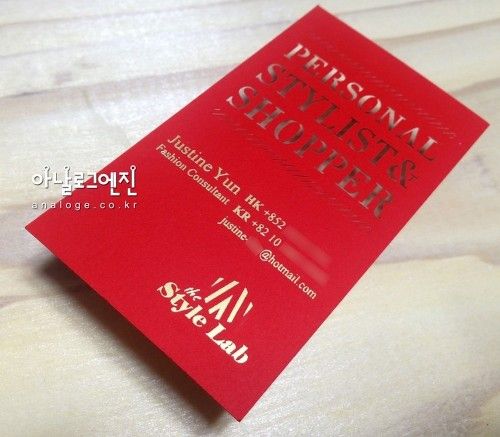 PERSONAL
STYLIST &
SHOPPER
Justine Yun HK +852
Fashion Consultant KR +82 10
justine- @hotmail.com
the
Style Lab
아날로그엔진
analoge.co.kr